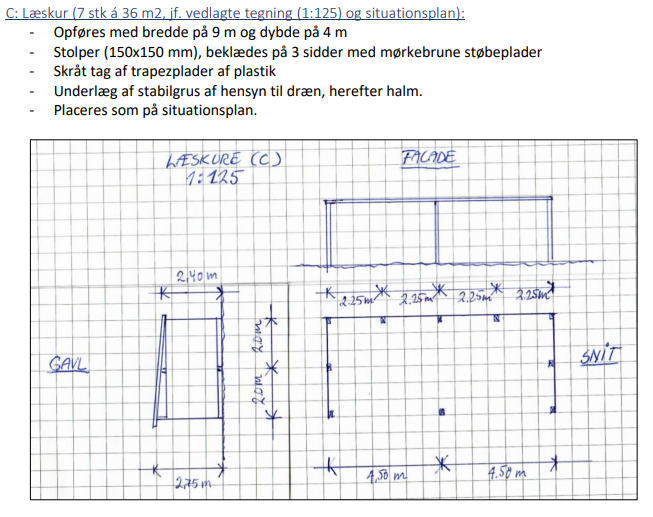 C: Læskur (7 stk á 36 m2, jf. vedlagte tegning (1:125) og situationsplan):
- Opføres med bredde på 9 m og dybde på 4 m
- Stolper (150x150 mm), beklædes på 3 sidder med mørkebrune støbeplader
- Skråt tag af trapezplader af plastik
- Underlæg af stabilgrus af hensyn til dræn, herefter halm.
- Placeres som på situationsplan.
LÆSKURE (C)
1:125
FACADE
2,40 m
2.25m 2.25m 2.25m 2.25m
GAVL
2.0m 2.0m
SNIT
2,75 m
4,50 m 4.50 m